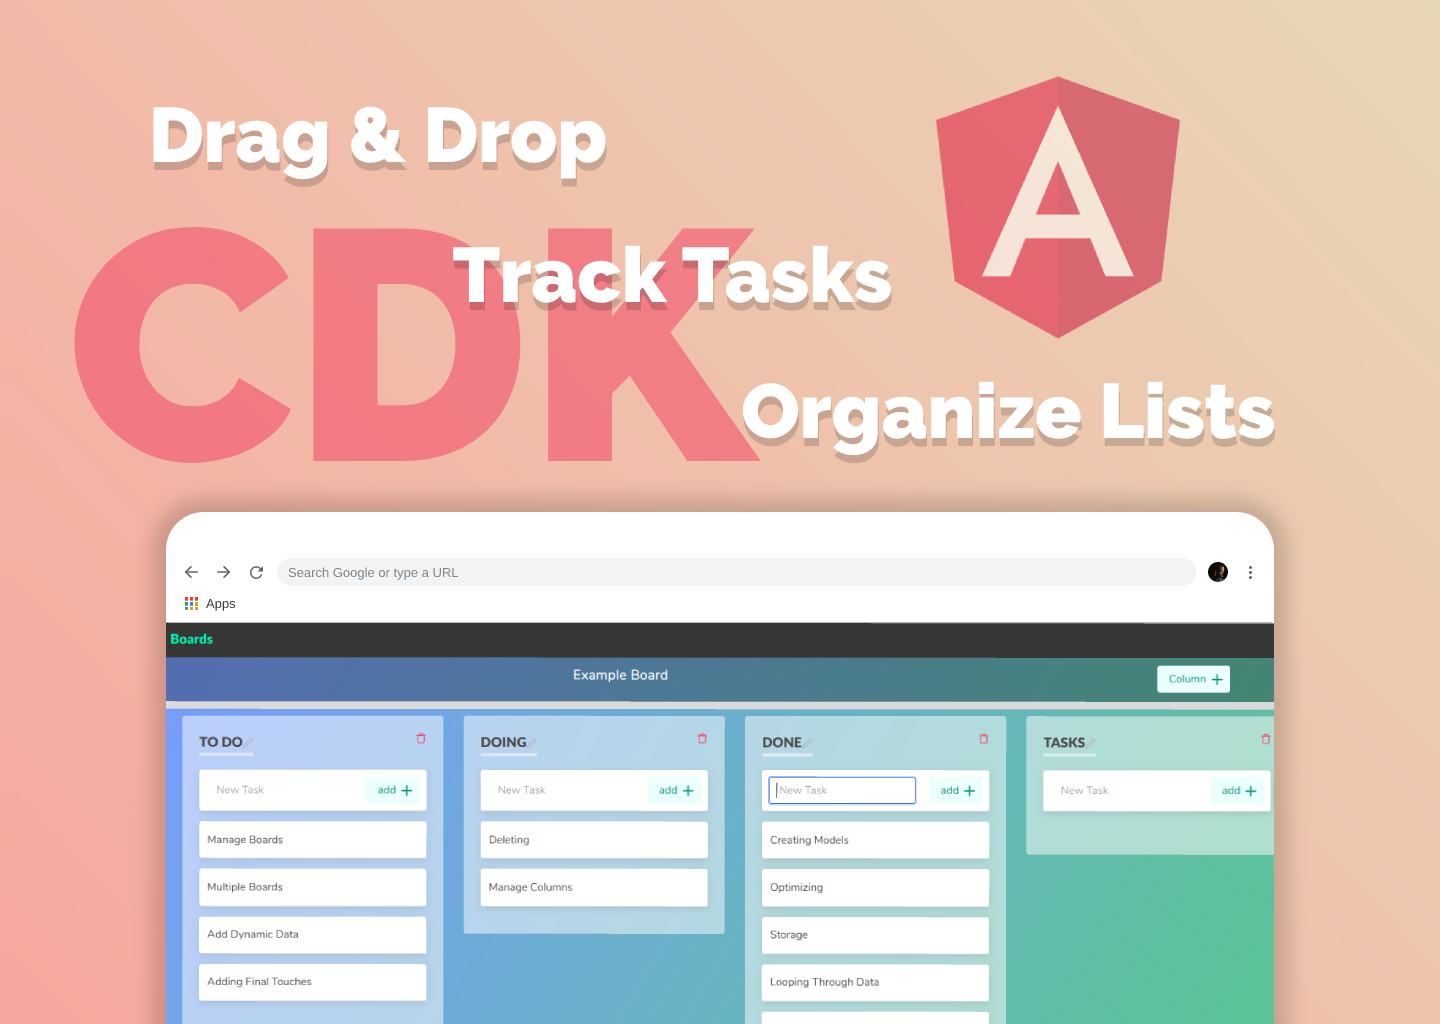 Drag & Drop
CDK
Track Tasks
A
Organize Lists
Search Google or type a URL
Apps
Boards
Example Board
Column +
TO DO
New Task
add +
Manage Boards
Multiple Boards
Add Dynamic Data
Adding Final Touches
DOING
New Task
add +
Deleting
Manage Columns
DONE
New Task
add +
Creating Models
Optimizing
Storage
Looping Through Data
TASKS
New Task
add +